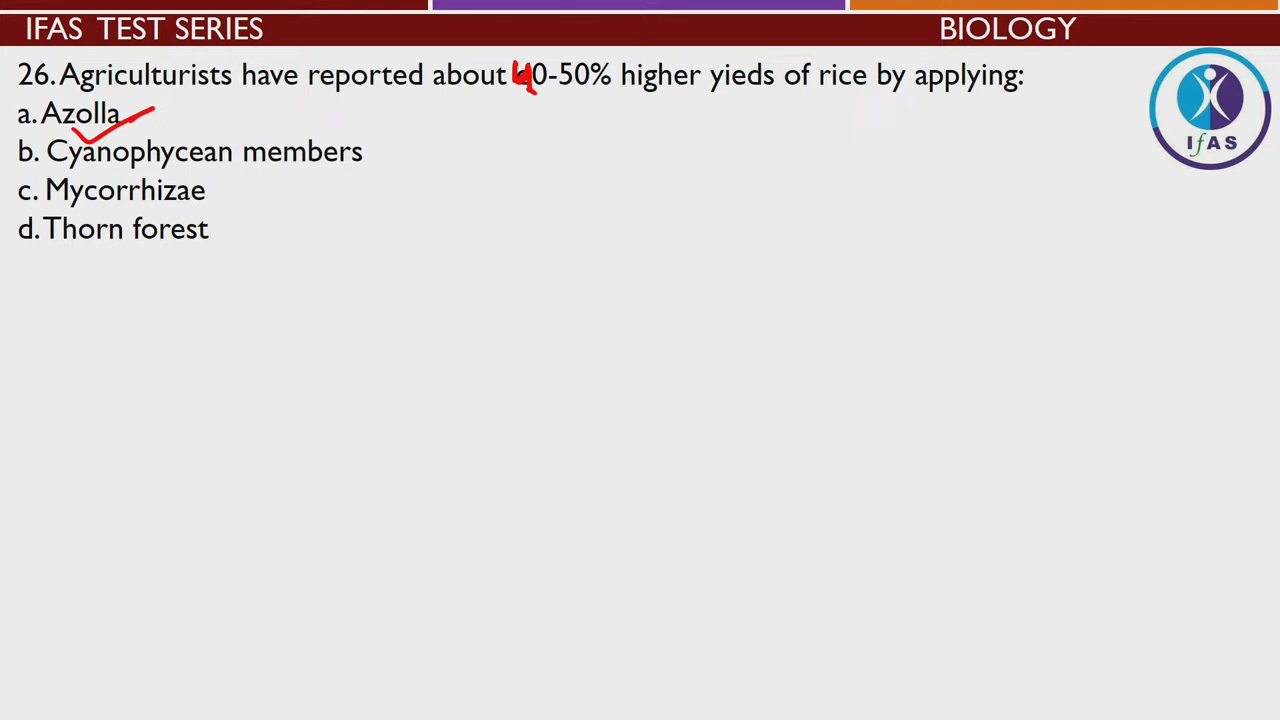 IFAS TEST SERIES
BIOLOGY
26. Agriculturists have reported about 40-50% higher yieds of rice by applying:
a. Azolla
b. Cyanophycean members
c. Mycorrhizae
d. Thorn forest
IfAS